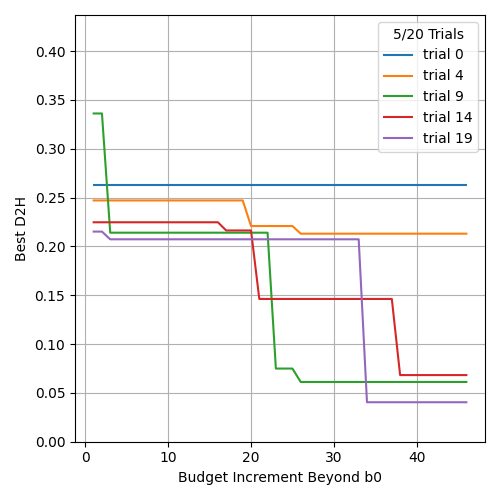 5/20 Trials
trial 0
trial 4
trial 9
trial 14
trial 19
Best D2H
0.40
0.35
0.30
0.25
0.20
0.15
0.10
0.05
0.00
0 10 20 30 40
Budget Increment Beyond b0